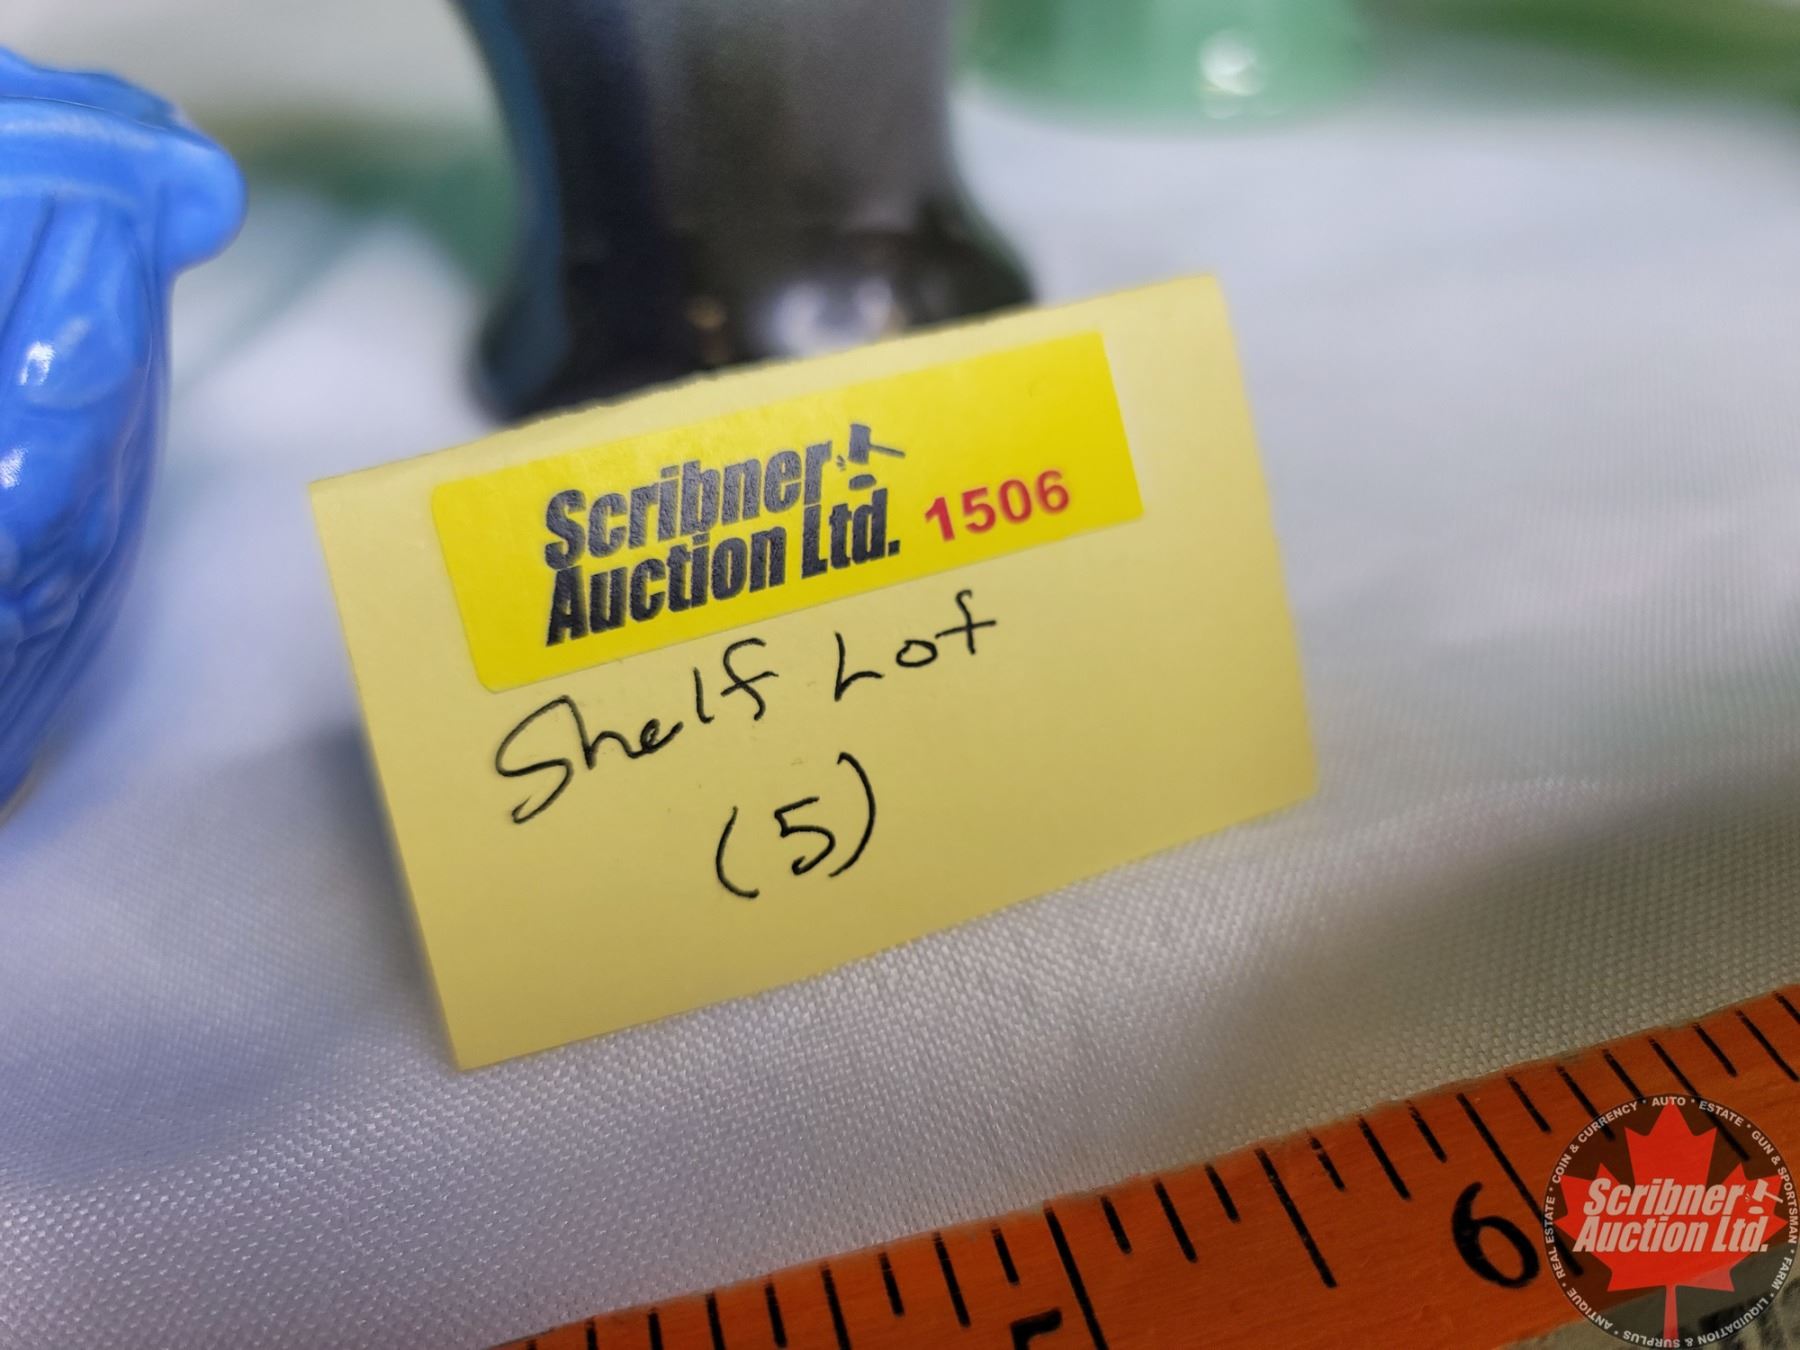 Scribner
Auction Ltd. 1506
Shelf Lot
(5)
5
6
COIN & CURRENCY * AUTO * ESTATE * GUN & SPORTSMAN * FARM * LIQUIDATION & SURPLUS * ANTIQUE * REAL ESTATE *
Scribner
Auction Ltd.